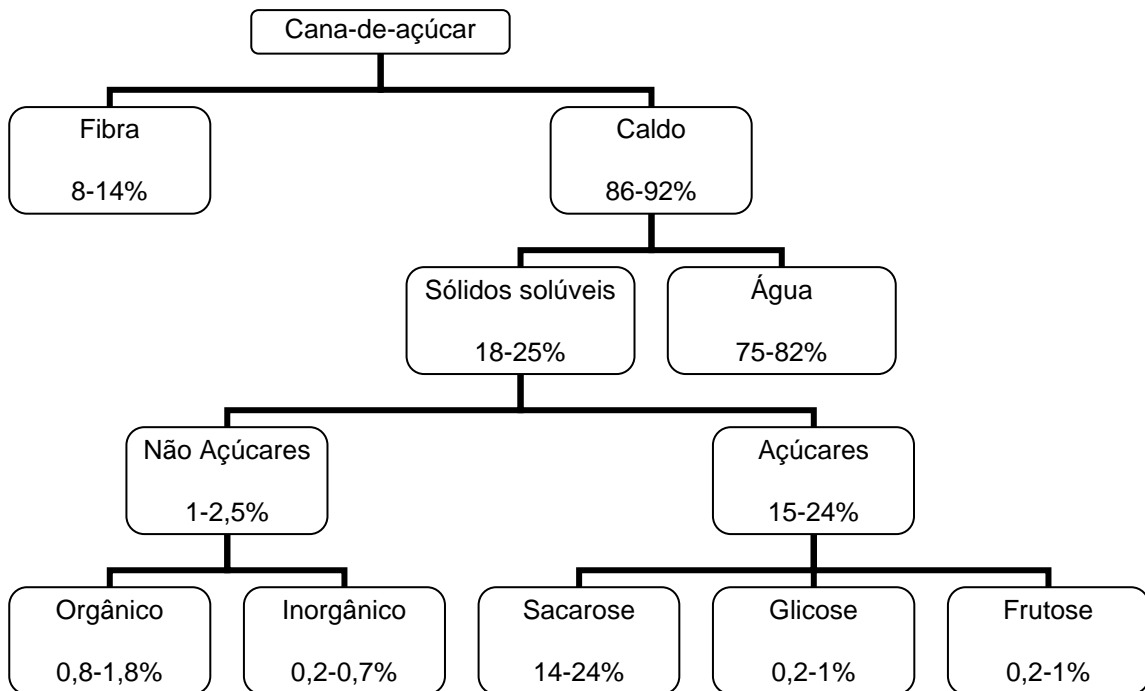 Cana-de-açúcar
Fibra
8-14%
Caldo
86-92%
Sólidos solúveis
18-25%
Água
75-82%
Não Açúcares
1-2,5%
Açúcares
15-24%
Orgânico
0,8-1,8%
Inorgânico
0,2-0,7%
Sacarose
14-24%
Glicose
0,2-1%
Frutose
0,2-1%